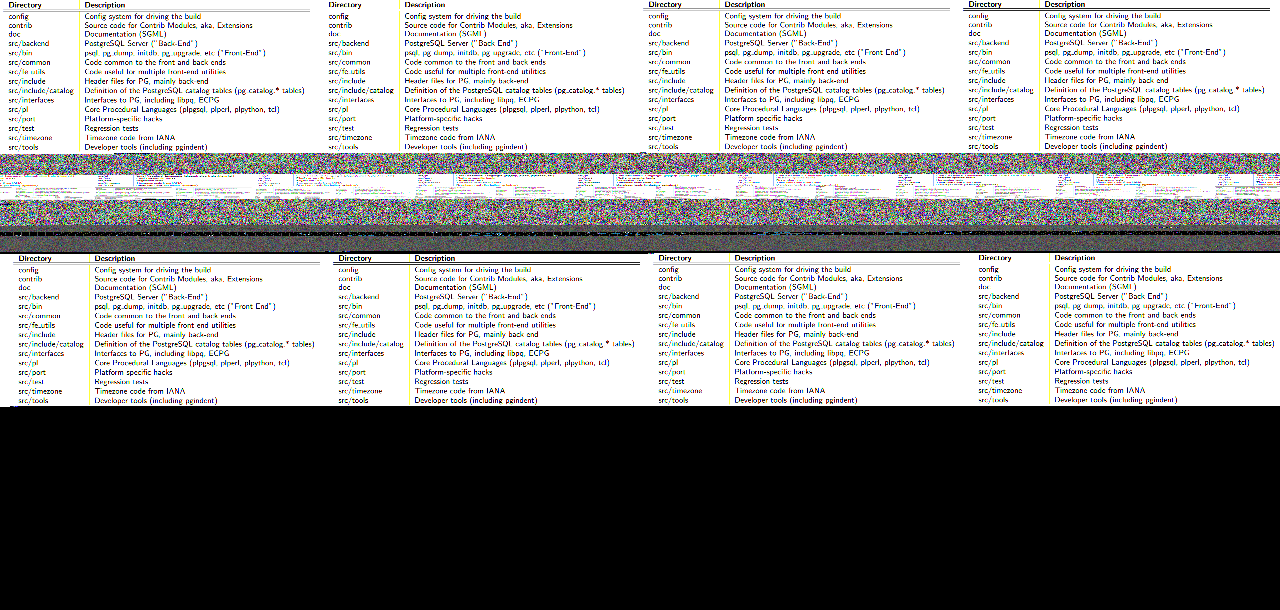 Directory Description
config Config system for driving the build
contrib Source code for Contrib Modules, aka, Extensions
doc Documentation (SGML)
src/backend PostgreSQL Server ("Back-End")
src/bin psql, pg_dump, initdb, pg_upgrade, etc ("Front-End")
src/common Code common to the front and back ends
src/fe_utils Code useful for multiple front-end utilities
src/include Header files for PG, mainly back-end
src/include/catalog Definition of the PostgreSQL catalog tables (pg_catalog.* tables)
src/interfaces Interfaces to PG, including libpq, ECPG
src/pl Core Procedural Languages (plpgsql, plperl, plpython, tcl)
src/port Platform-specific hacks
src/test Regression tests
src/timezone Timezone code from IANA
src/tools Developer tools (including pgindent)
Directory Description
config Config system for driving the build
contrib Source code for Contrib Modules, aka, Extensions
doc Documentation (SGML)
src/backend PostgreSQL Server ("Back-End")
src/bin psql, pg_dump, initdb, pg_upgrade, etc ("Front-End")
src/common Code common to the front and back ends
src/fe_utils Code useful for multiple front-end utilities
src/include Header files for PG, mainly back-end
src/include/catalog Definition of the PostgreSQL catalog tables (pg_catalog.* tables)
src/interfaces Interfaces to PG, including libpq, ECPG
src/pl Core Procedural Languages (plpgsql, plperl, plpython, tcl)
src/port Platform-specific hacks
src/test Regression tests
src/timezone Timezone code from IANA
src/tools Developer tools (including pgindent)
Directory Description
config Config system for driving the build
contrib Source code for Contrib Modules, aka, Extensions
doc Documentation (SGML)
src/backend PostgreSQL Server ("Back-End")
src/bin psql, pg_dump, initdb, pg_upgrade, etc ("Front-End")
src/common Code common to the front and back ends
src/fe_utils Code useful for multiple front-end utilities
src/include Header files for PG, mainly back-end
src/include/catalog Definition of the PostgreSQL catalog tables (pg_catalog.* tables)
src/interfaces Interfaces to PG, including libpq, ECPG
src/pl Core Procedural Languages (plpgsql, plperl, plpython, tcl)
src/port Platform-specific hacks
src/test Regression tests
src/timezone Timezone code from IANA
src/tools Developer tools (including pgindent)
Directory Description
config Config system for driving the build
contrib Source code for Contrib Modules, aka, Extensions
doc Documentation (SGML)
src/backend PostgreSQL Server ("Back-End")
src/bin psql, pg_dump, initdb, pg_upgrade, etc ("Front-End")
src/common Code common to the front and back ends
src/fe_utils Code useful for multiple front-end utilities
src/include Header files for PG, mainly back-end
src/include/catalog Definition of the PostgreSQL catalog tables (pg_catalog.* tables)
src/interfaces Interfaces to PG, including libpq, ECPG
src/pl Core Procedural Languages (plpgsql, plperl, plpython, tcl)
src/port Platform-specific hacks
src/test Regression tests
src/timezone Timezone code from IANA
src/tools Developer tools (including pgindent)
Directory Description
config Config system for driving the build
contrib Source code for Contrib Modules, aka, Extensions
doc Documentation (SGML)
src/backend PostgreSQL Server ("Back-End")
src/bin psql, pg_dump, initdb, pg_upgrade, etc ("Front-End")
src/common Code common to the front and back ends
src/fe_utils Code useful for multiple front-end utilities
src/include Header files for PG, mainly back-end
src/include/catalog Definition of the PostgreSQL catalog tables (pg_catalog.* tables)
src/interfaces Interfaces to PG, including libpq, ECPG
src/pl Core Procedural Languages (plpgsql, plperl, plpython, tcl)
src/port Platform-specific hacks
src/test Regression tests
src/timezone Timezone code from IANA
src/tools Developer tools (including pgindent)
Directory Description
config Config system for driving the build
contrib Source code for Contrib Modules, aka, Extensions
doc Documentation (SGML)
src/backend PostgreSQL Server ("Back-End")
src/bin psql, pg_dump, initdb, pg_upgrade, etc ("Front-End")
src/common Code common to the front and back ends
src/fe_utils Code useful for multiple front-end utilities
src/include Header files for PG, mainly back-end
src/include/catalog Definition of the PostgreSQL catalog tables (pg_catalog.* tables)
src/interfaces Interfaces to PG, including libpq, ECPG
src/pl Core Procedural Languages (plpgsql, plperl, plpython, tcl)
src/port Platform-specific hacks
src/test Regression tests
src/timezone Timezone code from IANA
src/tools Developer tools (including pgindent)
Directory Description
config Config system for driving the build
contrib Source code for Contrib Modules, aka, Extensions
doc Documentation (SGML)
src/backend PostgreSQL Server ("Back-End")
src/bin psql, pg_dump, initdb, pg_upgrade, etc ("Front-End")
src/common Code common to the front and back ends
src/fe_utils Code useful for multiple front-end utilities
src/include Header files for PG, mainly back-end
src/include/catalog Definition of the PostgreSQL catalog tables (pg_catalog.* tables)
src/interfaces Interfaces to PG, including libpq, ECPG
src/pl Core Procedural Languages (plpgsql, plperl, plpython, tcl)
src/port Platform-specific hacks
src/test Regression tests
src/timezone Timezone code from IANA
src/tools Developer tools (including pgindent)
Directory Description
config Config system for driving the build
contrib Source code for Contrib Modules, aka, Extensions
doc Documentation (SGML)
src/backend PostgreSQL Server ("Back-End")
src/bin psql, pg_dump, initdb, pg_upgrade, etc ("Front-End")
src/common Code common to the front and back ends
src/fe_utils Code useful for multiple front-end utilities
src/include Header files for PG, mainly back-end
src/include/catalog Definition of the PostgreSQL catalog tables (pg_catalog.* tables)
src/interfaces Interfaces to PG, including libpq, ECPG
src/pl Core Procedural Languages (plpgsql, plperl, plpython, tcl)
src/port Platform-specific hacks
src/test Regression tests
src/timezone Timezone code from IANA
src/tools Developer tools (including pgindent)